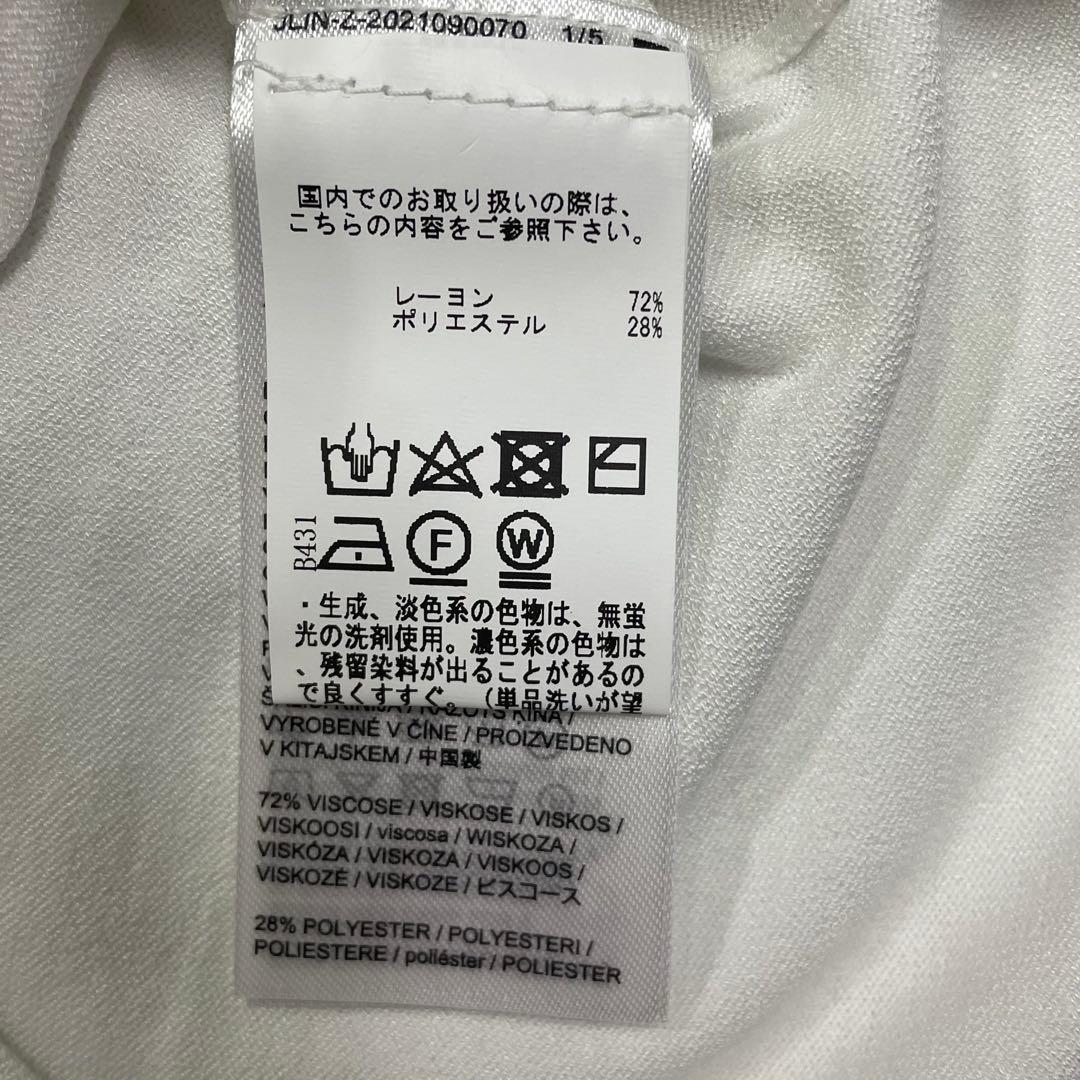 JLIN-Z-2021090070 1/5
国内でのお取り扱いの際は、
こちらの内容をご参照下さい。
レーヨン 72%
ポリエステル 28%
B431
F W
・生成、淡色系の色物は、無蛍
光の洗剤使用。濃色系の色物は
、残留染料が出ることがあるの
で良くすすぐ。（単品洗いが望
VYROBENÉ V ČÍNE / PROIZVEDENO
V KITAJSKEM / 中国製
72% VISCOSE / VISKOSE / VISKOS /
VISKOOSI / viscosa / WISKOZA /
VISKÓZA / VISKOZA / VISKOOS /
VISKOZĖ / VISKOZE / ビスコース
28% POLYESTER / POLYESTERI /
POLIESTERE / poliéster / POLIESTER